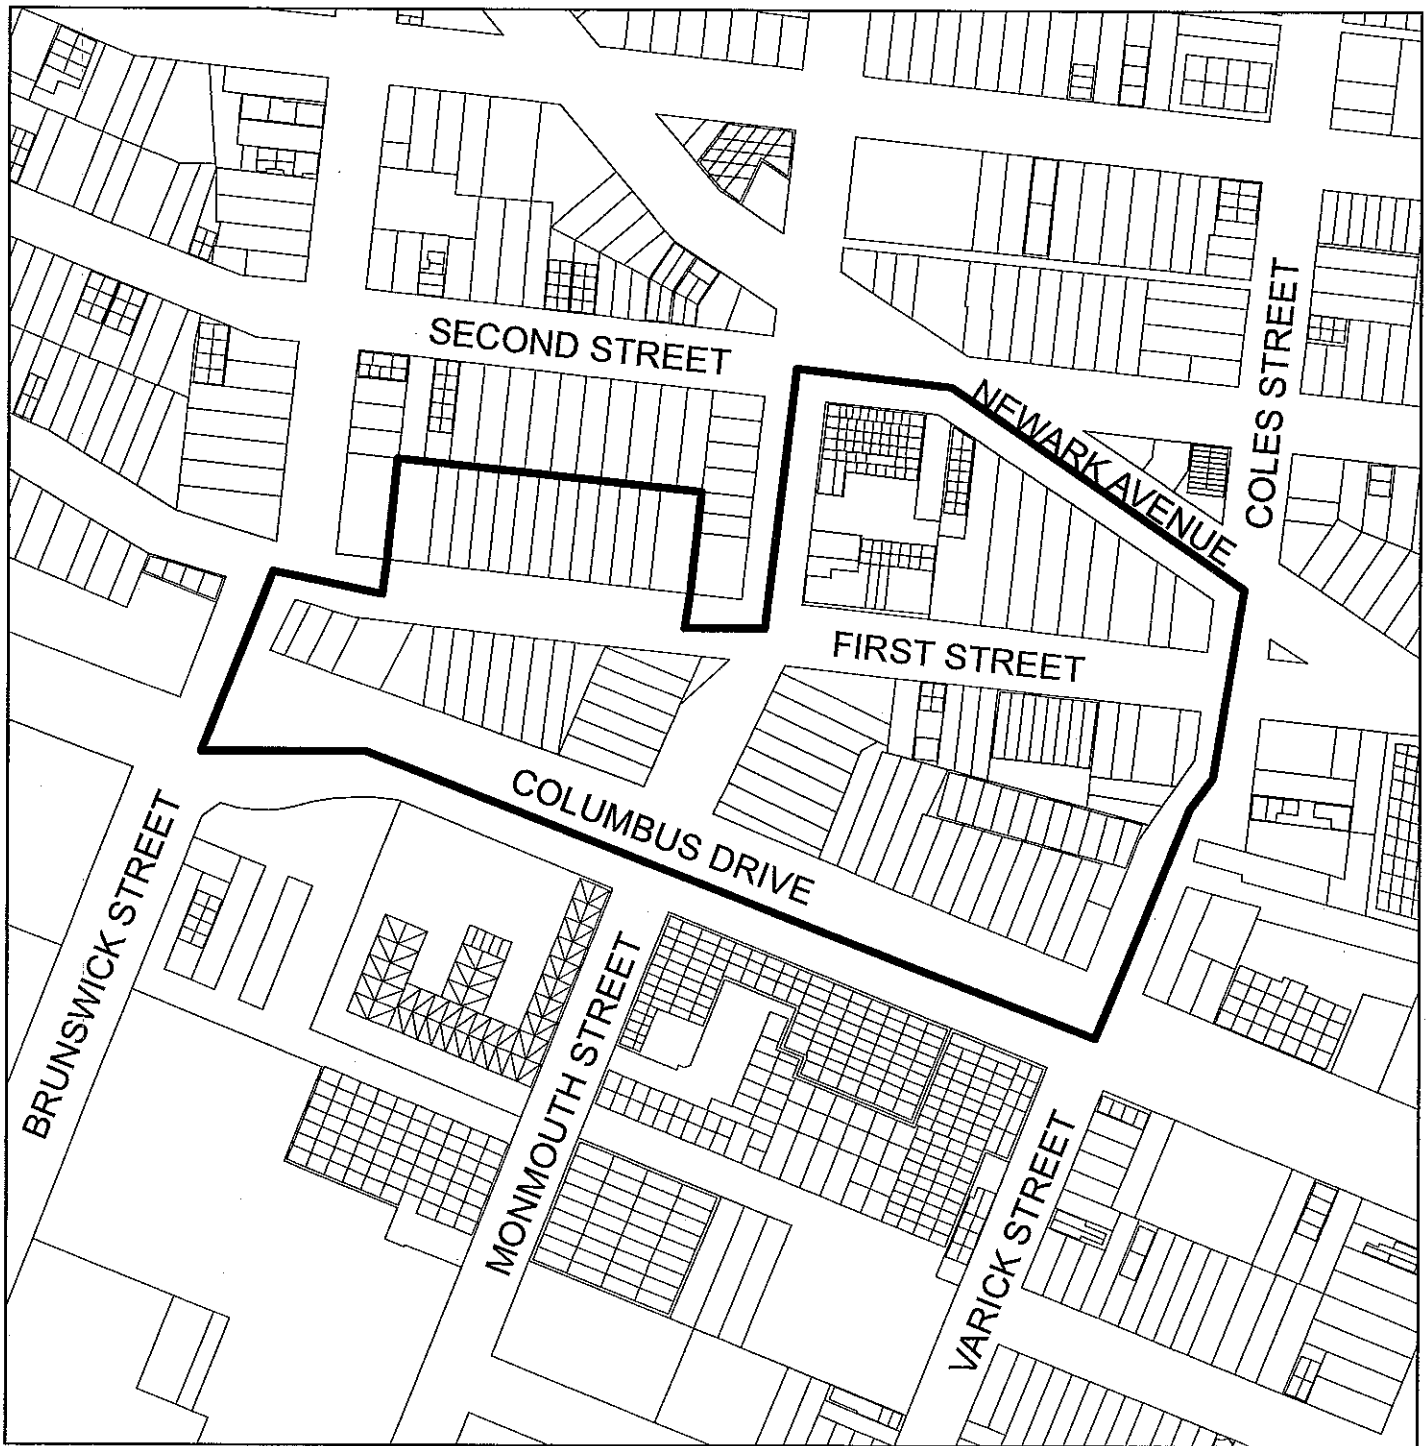 SECOND STREET
NEWARK AVENUE
COLES STREET
FIRST STREET
COLUMBUS DRIVE
BRUNSWICK STREET
MONMOUTH STREET
VARICK STREET